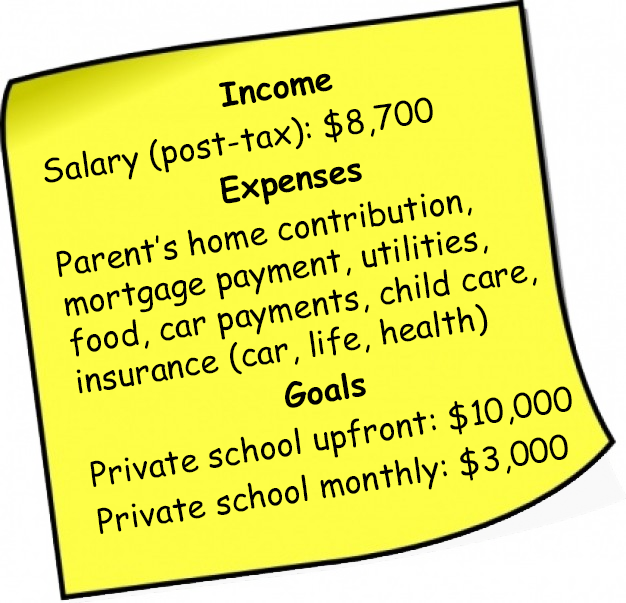 Income
Salary (post-tax): $8,700
Expenses
Parent's home contribution,
mortgage payment, utilities,
food, car payments, child care,
insurance (car, life, health)
Goals
Private school upfront: $10,000
Private school monthly: $3,000